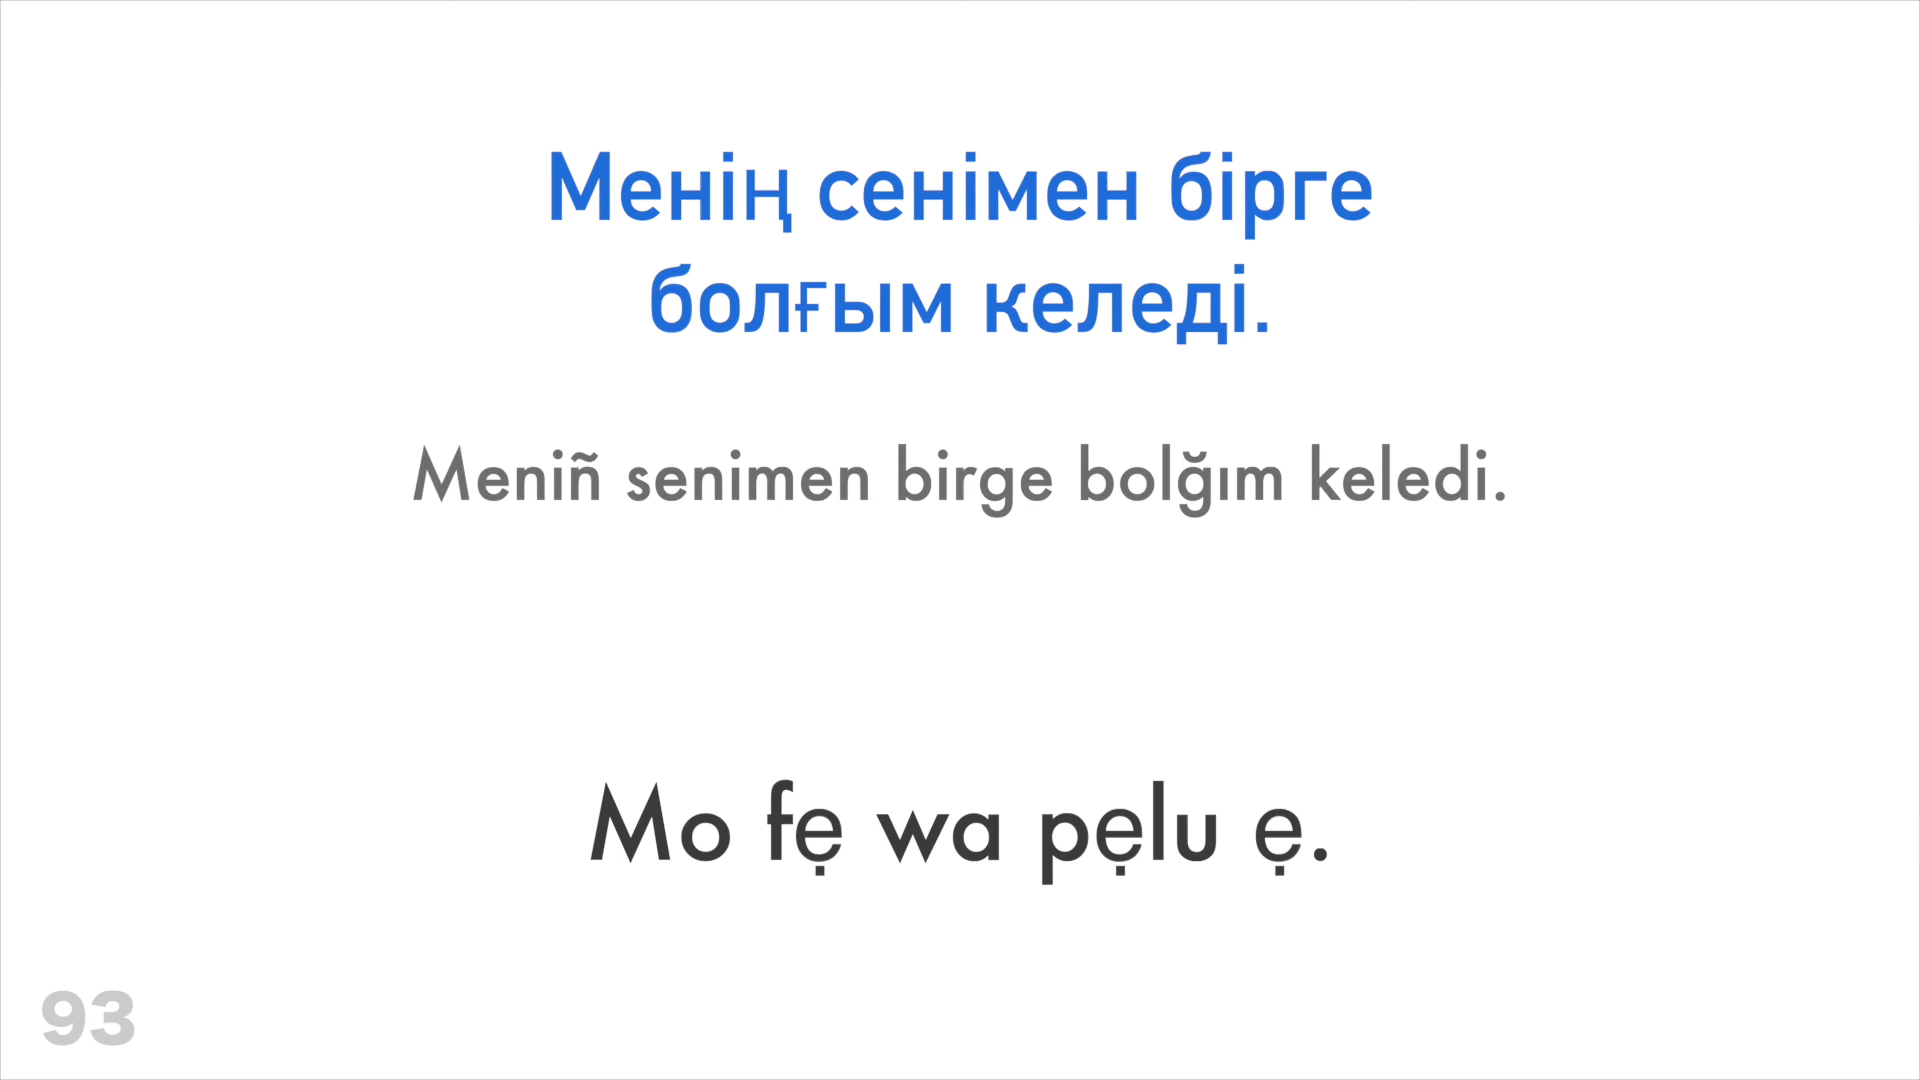 Менің сенімен бірге
болғым келеді.
Meniñ senimen birge bolğım keledi.
Mo fẹ wa pẹlu ẹ.
93